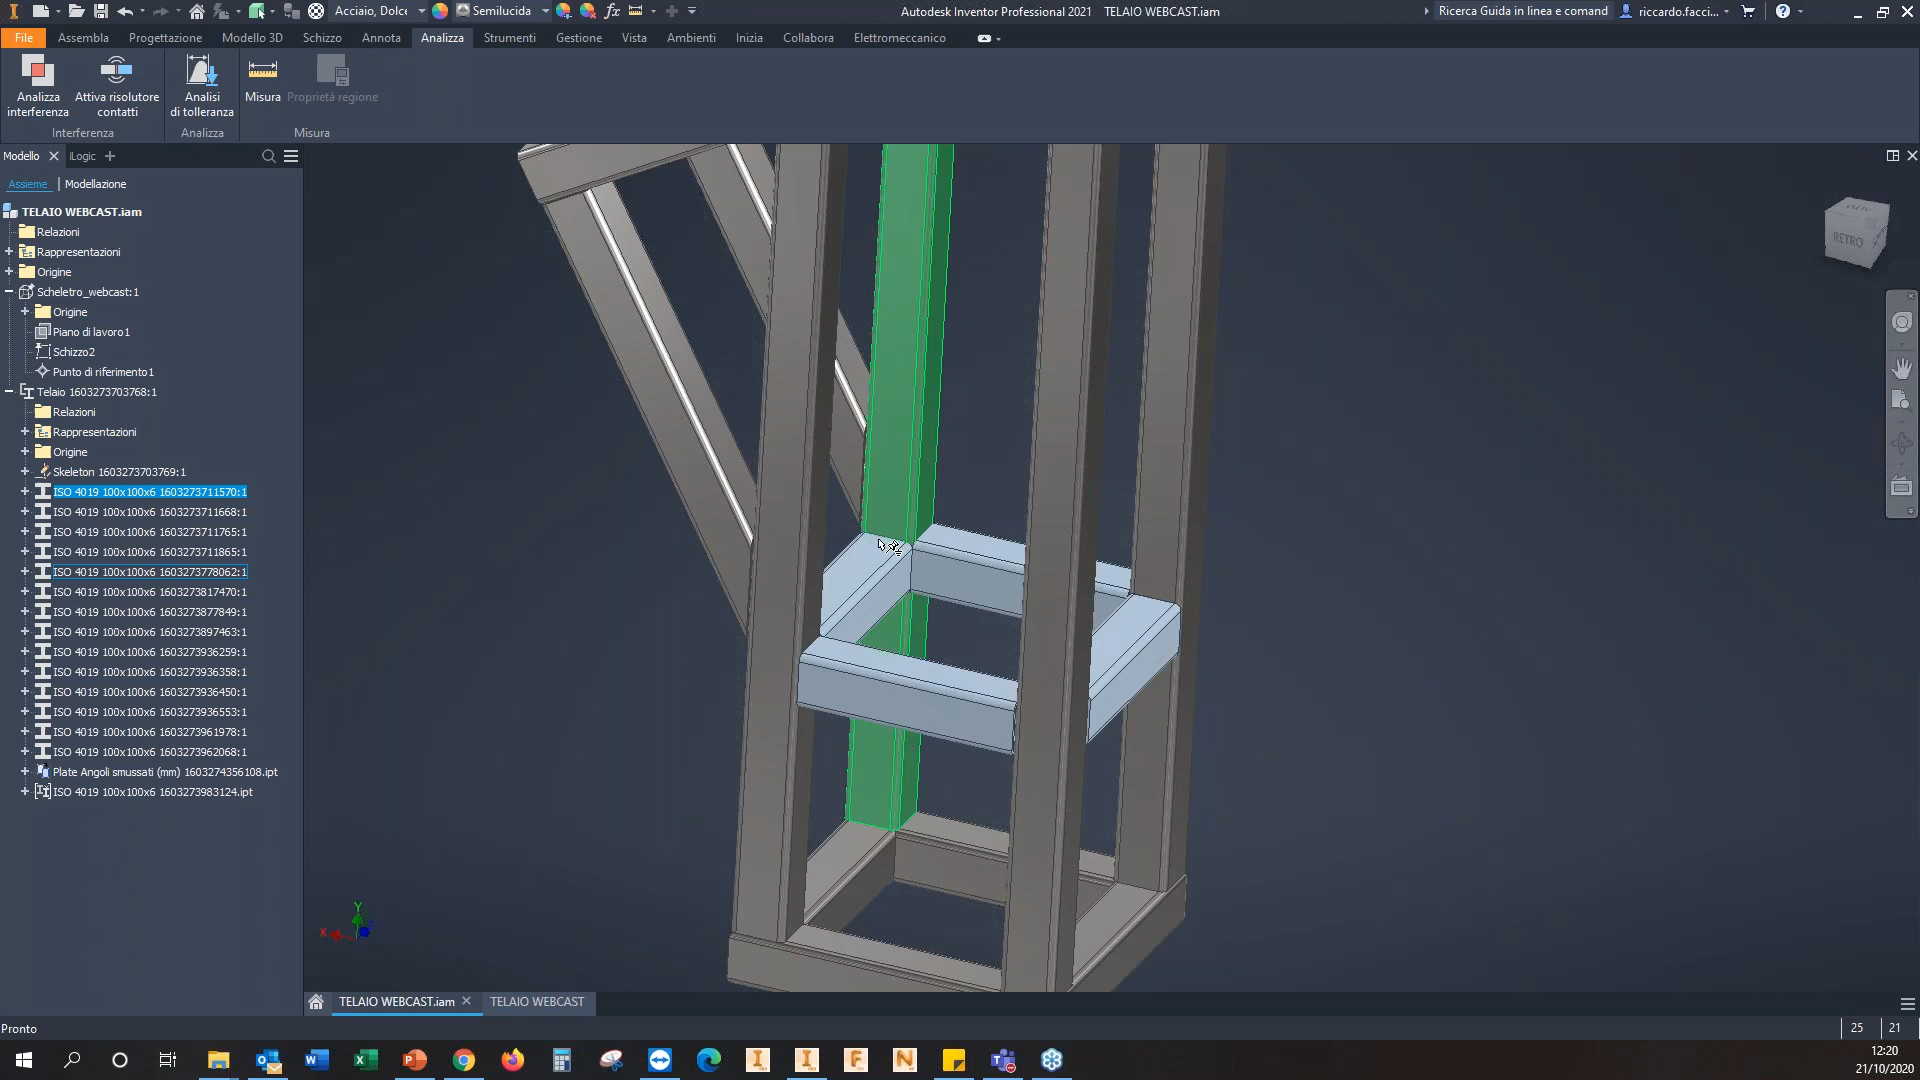 Acciaio, Dolce
Semilucida
Autodesk Inventor Professional 2021 TELAIO WEBCAST.iam
Ricerca Guida in linea e comand
riccardo.facci...
File
Assembla
Progettazione
Modello 3D
Schizzo
Annota
Analizza
Strumenti
Gestione
Vista
Ambienti
Inizia
Collabora
Elettromeccanico
Analizza interferenza
Attiva risolutore contatti
Analisi di tolleranza
Misura
Proprietà regione
Interferenza
Analizza
Misura
Modello
iLogic
Assieme
Modellazione
TELAIO WEBCAST.iam
Relazioni
Rappresentazioni
Origine
Scheletro_webcast:1
Origine
Piano di lavoro1
Schizzo2
Punto di riferimento1
Telaio 1603273703768:1
Relazioni
Rappresentazioni
Origine
Skeleton 1603273703769:1
ISO 4019 100x100x6 1603273711570:1
ISO 4019 100x100x6 1603273711668:1
ISO 4019 100x100x6 1603273711765:1
ISO 4019 100x100x6 1603273711865:1
ISO 4019 100x100x6 1603273778062:1
ISO 4019 100x100x6 1603273817470:1
ISO 4019 100x100x6 1603273877849:1
ISO 4019 100x100x6 1603273897463:1
ISO 4019 100x100x6 1603273936259:1
ISO 4019 100x100x6 1603273936358:1
ISO 4019 100x100x6 1603273936450:1
ISO 4019 100x100x6 1603273936553:1
ISO 4019 100x100x6 1603273961978:1
ISO 4019 100x100x6 1603273962068:1
Plate Angoli smussati (mm) 1603274356108.ipt
ISO 4019 100x100x6 1603273983124.ipt
RETRO
Y
X
TELAIO WEBCAST.iam
TELAIO WEBCAST
Pronto
25
21
12:20
21/10/2020